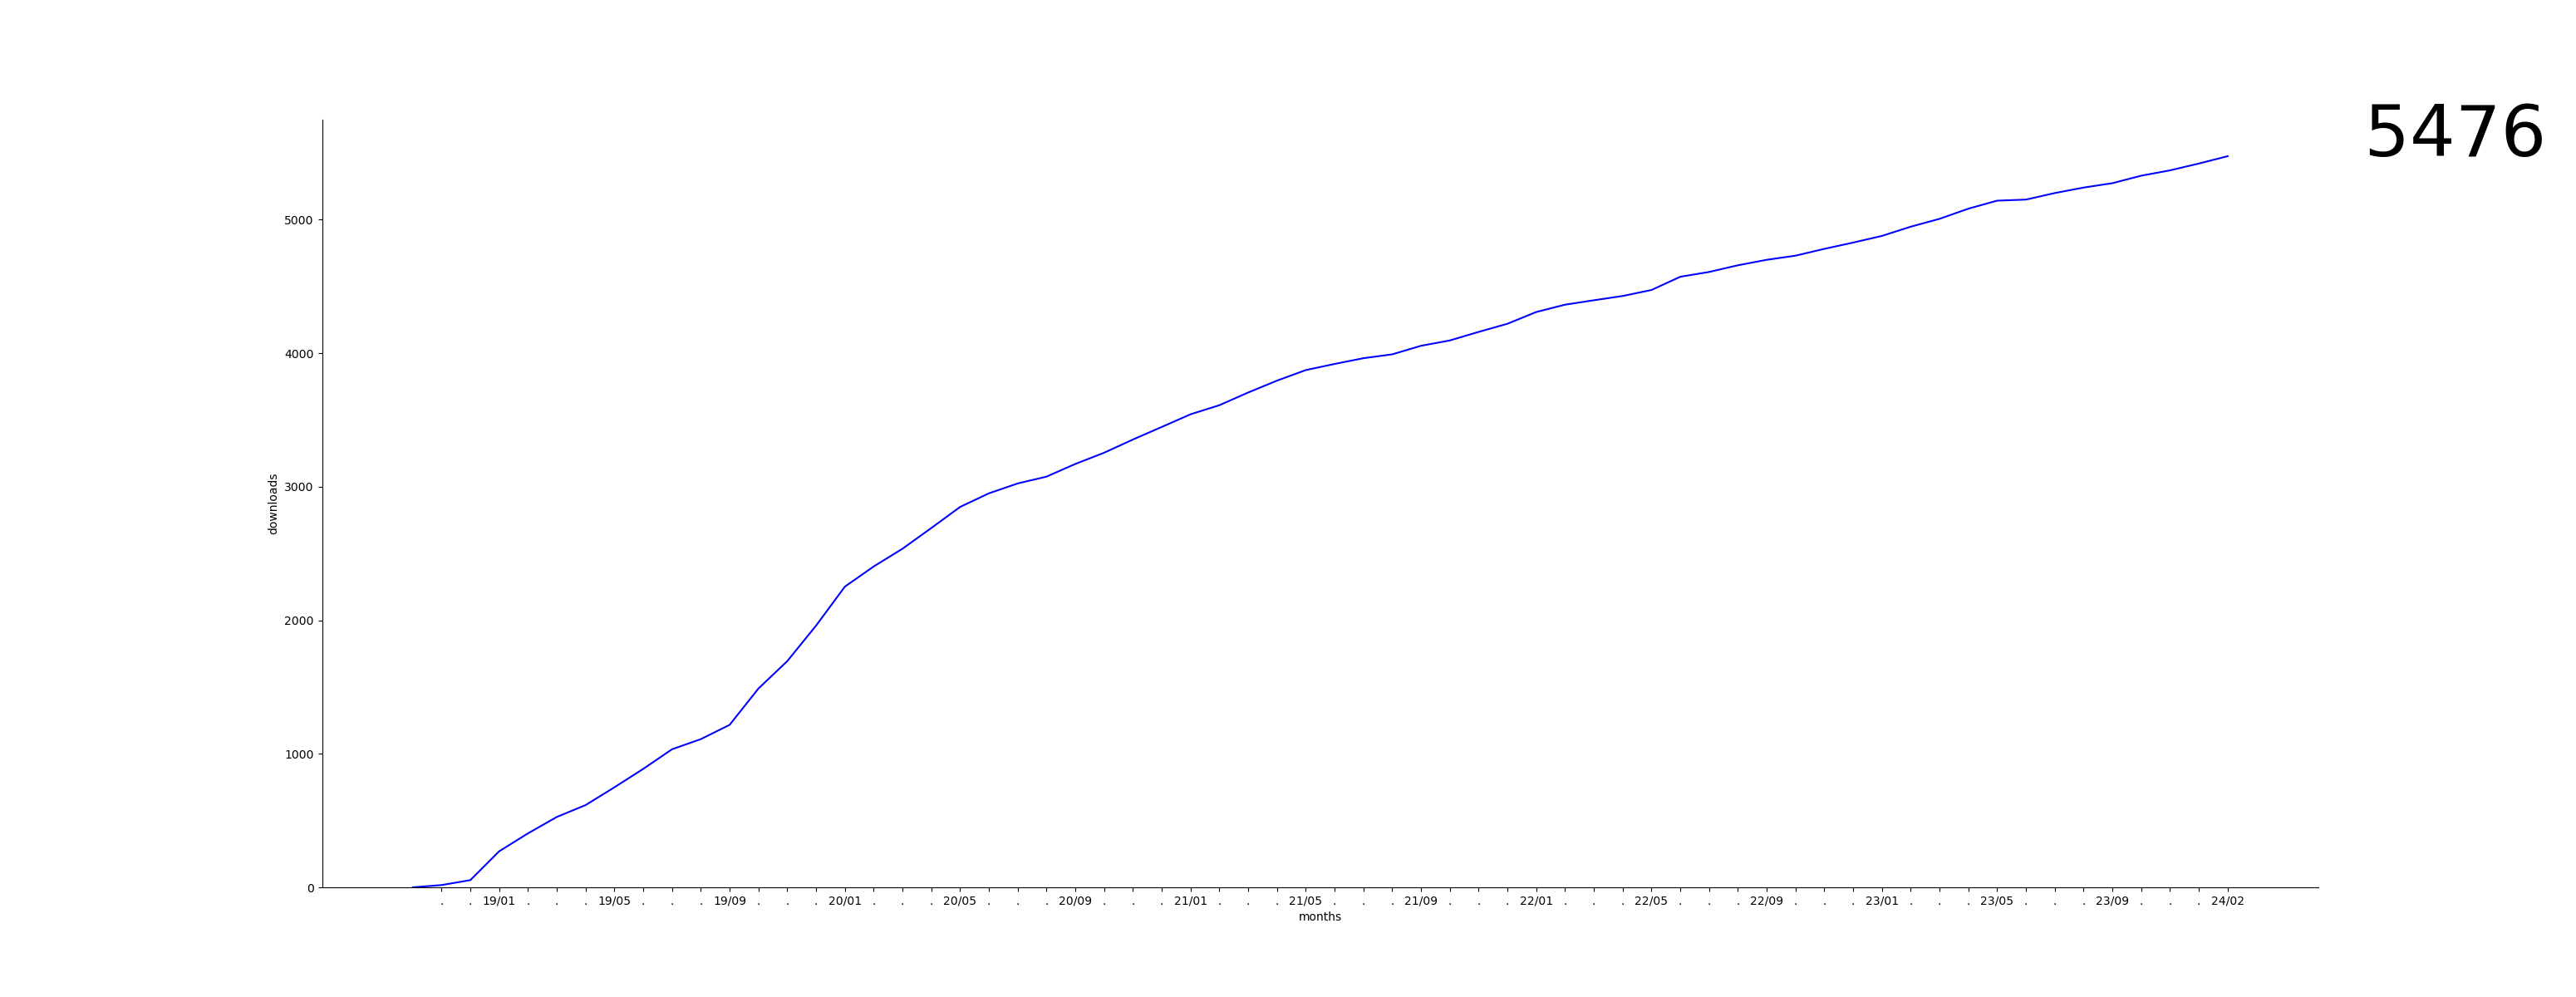 5476
5000
4000
3000
2000
1000
0
downloads
. . 19/01 . . . 19/05 . . . 19/09 . . . 20/01 . . . 20/05 . . . 20/09 . . . 21/01 . . . 21/05 . . . 21/09 . . . 22/01 . . . 22/05 . . . 22/09 . . . 23/01 . . . 23/05 . . . 23/09 . . . 24/02
months